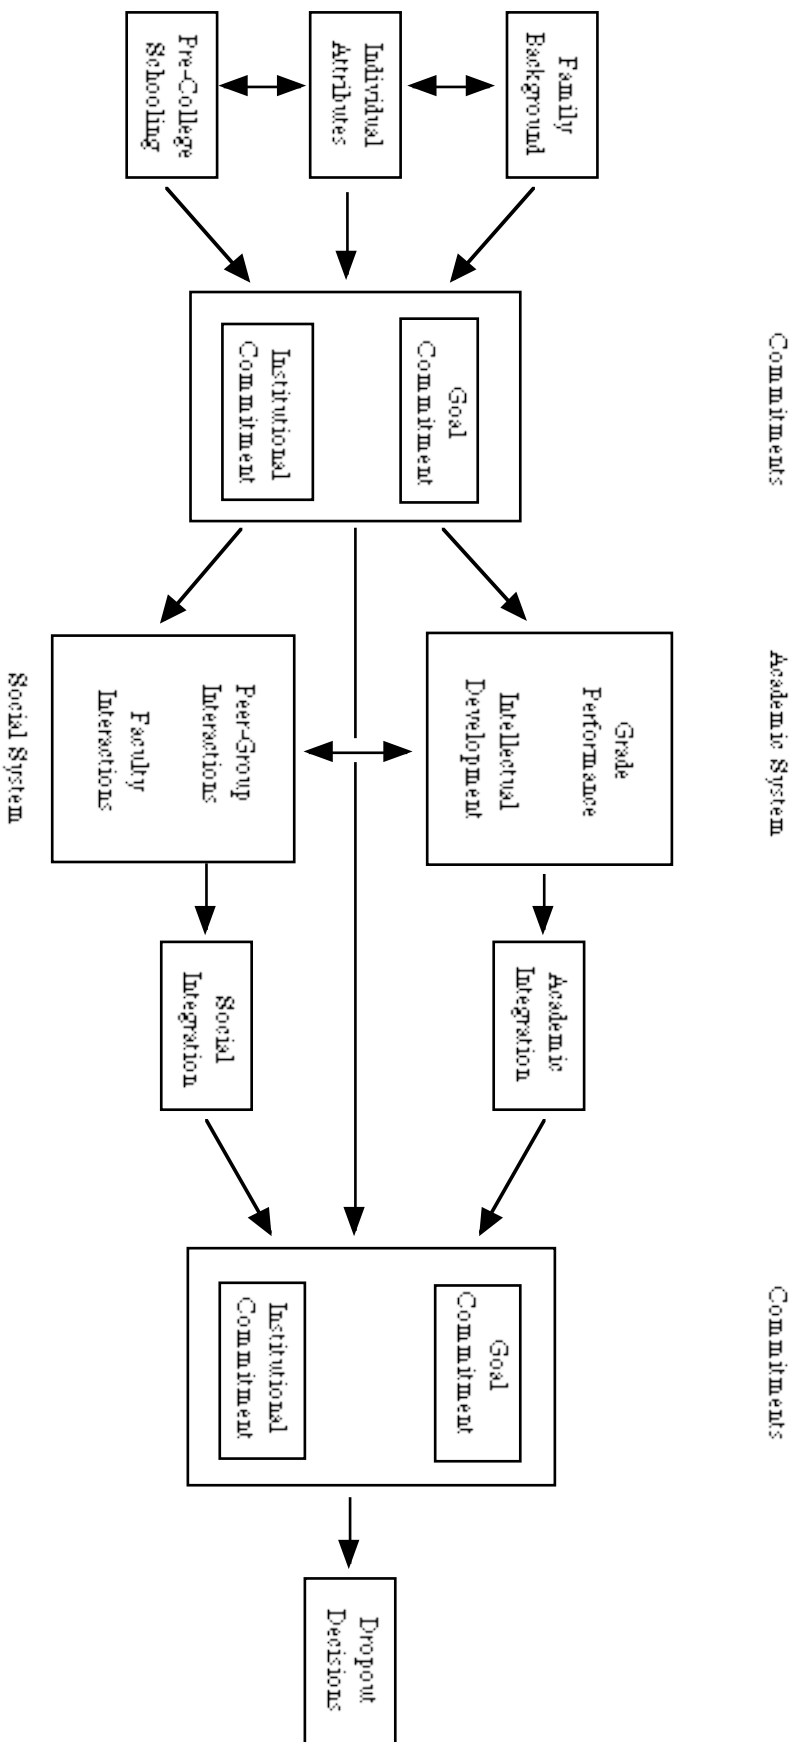 Commitments
Academic System
Commitments
Family
Background
Individual
Attributes
Pre-College
Schooling
Goal
Commitment
Institutional
Commitment
Grade
Performance
Intellectual
Development
Peer-Group
Interactions
Faculty
Interactions
Academic
Integration
Social
Integration
Goal
Commitment
Institutional
Commitment
Dropout
Decisions
Social System